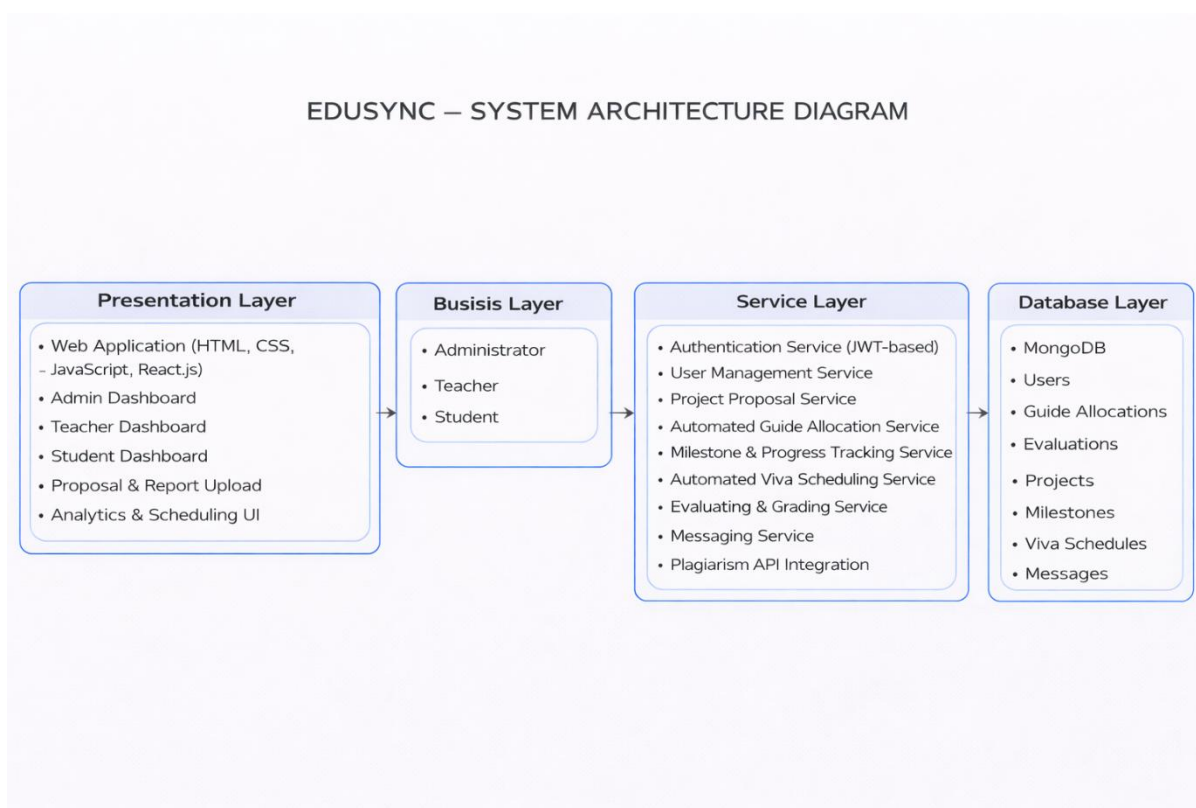 EDUSYNC – SYSTEM ARCHITECTURE DIAGRAM
Presentation Layer
• Web Application (HTML, CSS,
- JavaScript, React.js)
• Admin Dashboard
• Teacher Dashboard
• Student Dashboard
• Proposal & Report Upload
• Analytics & Scheduling UI
Busisis Layer
• Administrator
• Teacher
• Student
Service Layer
• Authentication Service (JWT-based)
• User Management Service
• Project Proposal Service
• Automated Guide Allocation Service
• Milestone & Progress Tracking Service
• Automated Viva Scheduling Service
• Evaluating & Grading Service
• Messaging Service
• Plagiarism API Integration
Database Layer
• MongoDB
• Users
• Guide Allocations
• Evaluations
• Projects
• Milestones
• Viva Schedules
• Messages